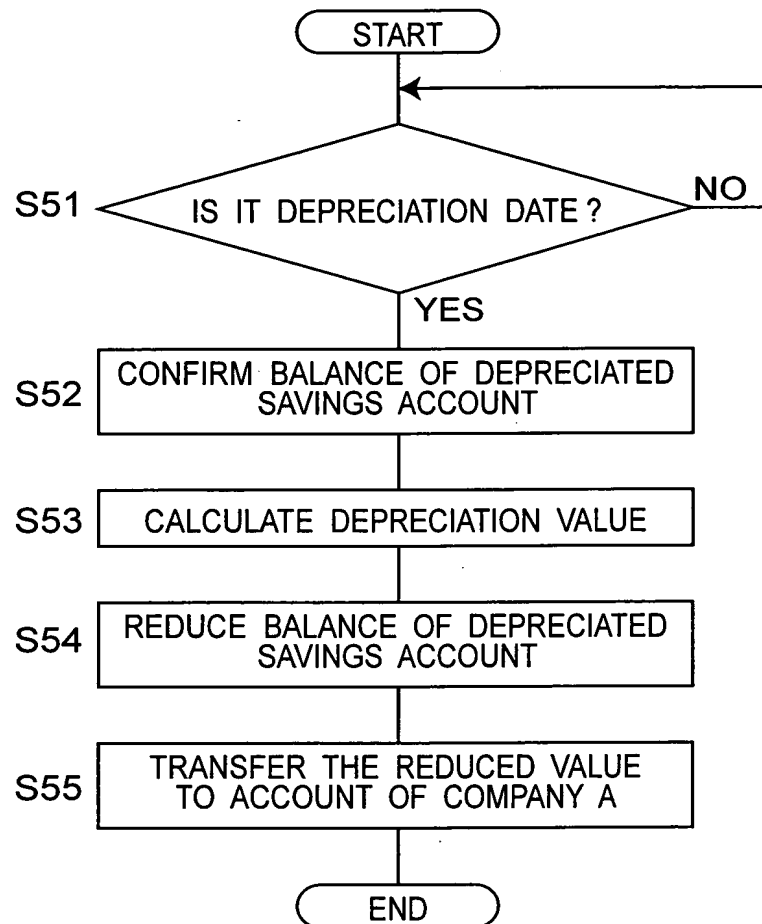 START
S51
IS IT DEPRECIATION DATE?
NO
YES
S52
CONFIRM BALANCE OF DEPRECIATED
SAVINGS ACCOUNT
S53
CALCULATE DEPRECIATION VALUE
S54
REDUCE BALANCE OF DEPRECIATED
SAVINGS ACCOUNT
S55
TRANSFER THE REDUCED VALUE
TO ACCOUNT OF COMPANY A
END